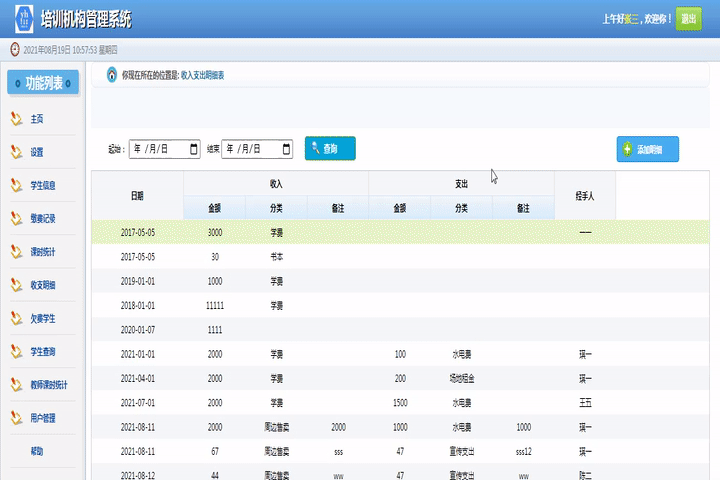 培训机构管理系统
上午好张三，欢迎你！ 退出
2021年08月19日 10:57:53 星期四
功能列表
主页
设置
学生信息
缴费记录
课时统计
收支明细
欠费学生
学生查询
教师课时统计
用户管理
帮助
你现在所在的位置是: 收入支出明细表
起始： 年 /月/日 结束 年 /月/日 查询 添加明细
日期 收入 支出 经手人
金额 分类 备注 金额 分类 备注
2017-05-05 3000 学费 一一
2017-05-05 30 书本
2019-01-01 1000 学费
2018-01-01 11111 学费
2020-01-07 1111
2021-01-01 2000 学费 100 水电费 琪一
2021-04-01 2000 学费 200 场地租金 琪一
2021-07-01 2000 学费 1500 水电费 王五
2021-08-11 2000 周边售卖 2000 1000 水电费 1000 琪一
2021-08-11 67 周边售卖 sss 47 宣传支出 sss12 琪一
2021-08-12 44 周边售卖 ww 47 宣传支出 ww 陈二